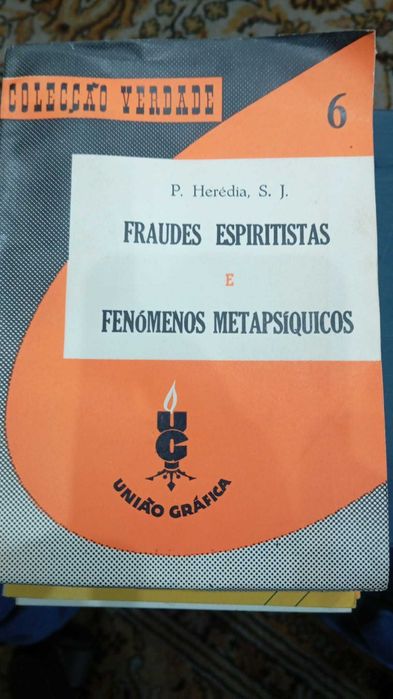 COLECÇÃO VERDADE
6
P. Herédia, S. J.
FRAUDES ESPIRITISTAS
E
FENÓMENOS METAPSÍQUICOS
UG
UNIÃO GRÁFICA